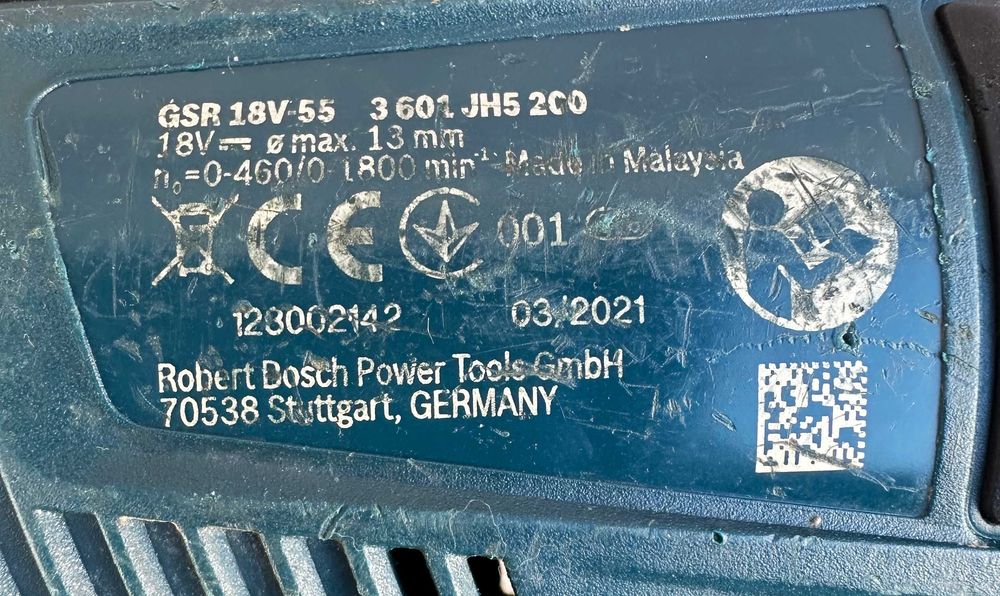 GSR 18V-55 3 601 JH5 200
18V⎓ ø max. 13 mm
n₀=0-460/0-1800 min⁻¹ Made in Malaysia
CE 001
123002142 03/2021
Robert Bosch Power Tools GmbH
70538 Stuttgart, GERMANY